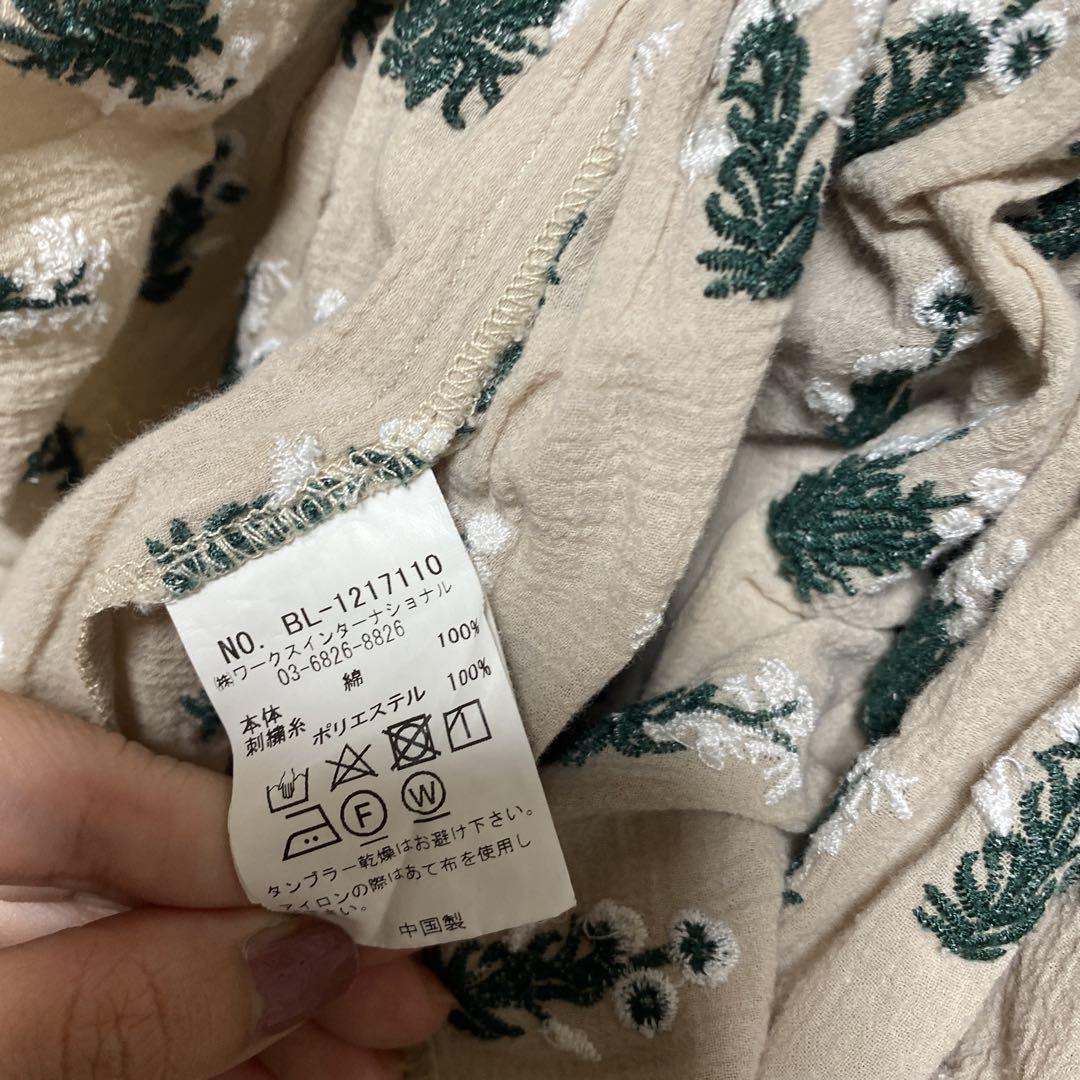 NO. BL-1217110
㈱ワークスインターナショナル
03-6826-8826
本体 綿 100%
刺繍糸 ポリエステル 100%
F W
タンブラー乾燥はお避け下さい。
アイロンの際はあて布を使用し
さい。
中国製